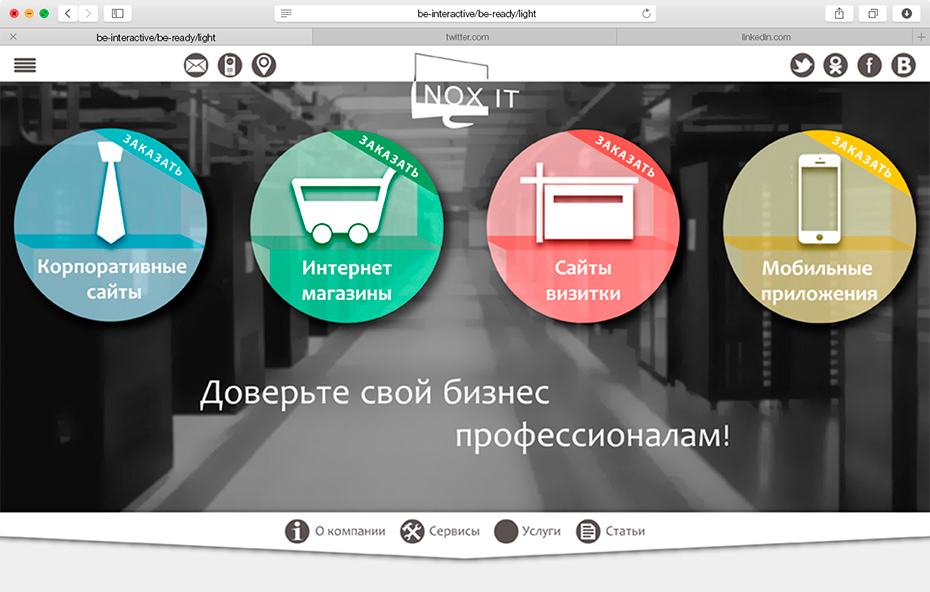 be-interactive/be-ready/light
be-interactive/be-ready/light
twitter.com
linkedin.com
NOX IT
ЗАКАЗАТЬ
Корпоративные
сайты
ЗАКАЗАТЬ
Интернет
магазины
ЗАКАЗАТЬ
Сайты
визитки
ЗАКАЗАТЬ
Мобильные
приложения
Доверьте свой бизнес
профессионалам!
О компании
Сервисы
Услуги
Статьи